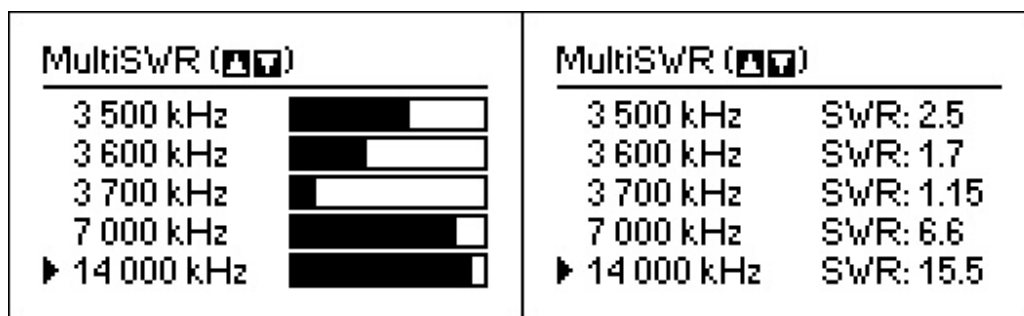 MultiSWR ()
3 500 kHz
3 600 kHz
3 700 kHz
7 000 kHz
14 000 kHz
MultiSWR ()
3 500 kHz SWR: 2.5
3 600 kHz SWR: 1.7
3 700 kHz SWR: 1.15
7 000 kHz SWR: 6.6
14 000 kHz SWR: 15.5